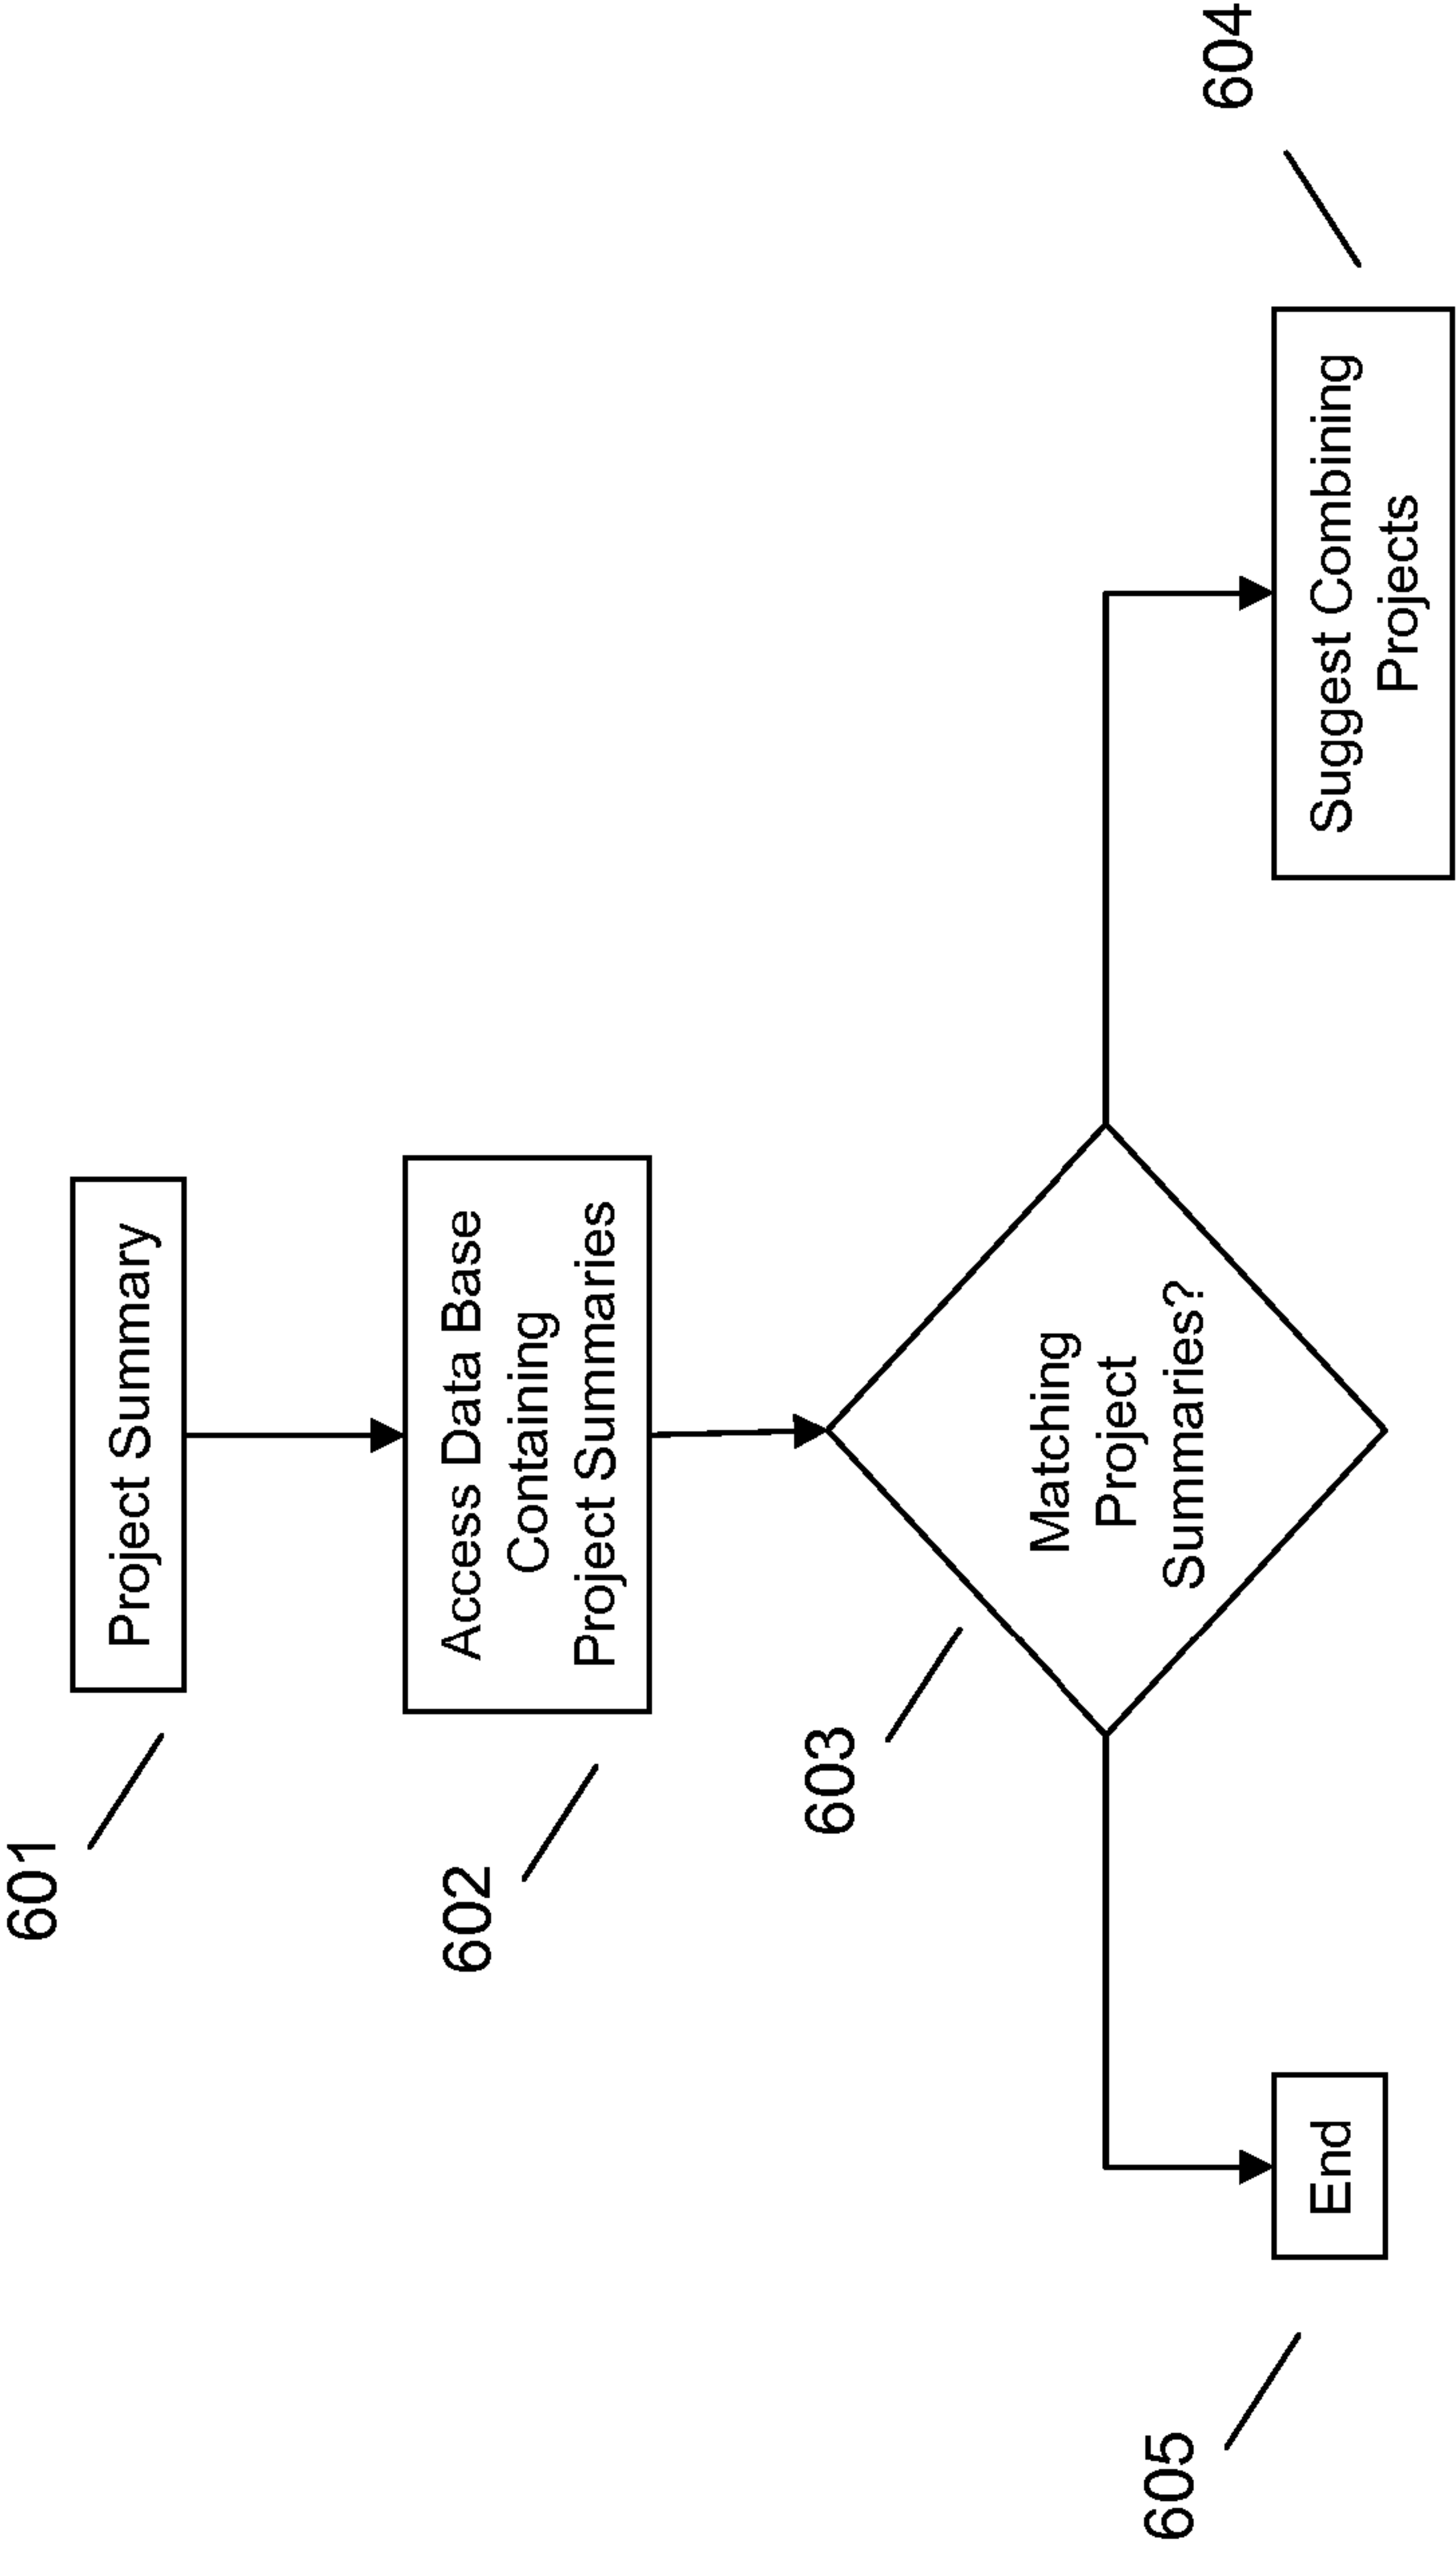 601
Project Summary
602
Access Data Base
Containing
Project Summaries
603
Matching
Project
Summaries?
604
Suggest Combining
Projects
605
End